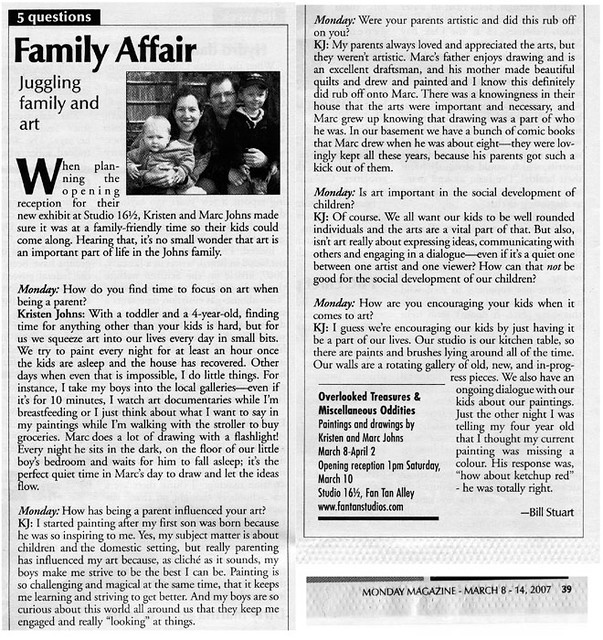 5 questions
Family Affair
Juggling
family and
art
When plan-
ning the
opening
reception for their
new exhibit at Studio 16½, Kristen and Marc Johns made
sure it was at a family-friendly time so their kids could
come along. Hearing that, it's no small wonder that art is
an important part of life in the Johns family.
Monday: How do you find time to focus on art when
being a parent?
Kristen Johns: With a toddler and a 4-year-old, finding
time for anything other than your kids is hard, but for
us we squeeze art into our lives every day in small bits.
We try to paint every night for at least an hour once
the kids are asleep and the house has recovered. Other
days when even that is impossible, I do little things. For
instance, I take my boys into the local galleries—even if
it's for 10 minutes, I watch art documentaries while I'm
breastfeeding or I just think about what I want to say in
my paintings while I'm walking with the stroller to buy
groceries. Marc does a lot of drawing with a flashlight!
Every night he sits in the dark, on the floor of our little
boy's bedroom and waits for him to fall asleep; it's the
perfect quiet time in Marc's day to draw and let the ideas
flow.
Monday: How has being a parent influenced your art?
KJ: I started painting after my first son was born because
he was so inspiring to me. Yes, my subject matter is about
children and the domestic setting, but really parenting
has influenced my art because, as cliché as it sounds, my
boys make me strive to be the best I can be. Painting is
so challenging and magical at the same time, that it keeps
me learning and striving to get better. And my boys are so
curious about this world all around us that they keep me
engaged and really "looking" at things.
Monday: Were your parents artistic and did this rub off
on you?
KJ: My parents always loved and appreciated the arts, but
they weren't artistic. Marc's father enjoys drawing and is
an excellent draftsman, and his mother made beautiful
quilts and drew and painted and I know this definitely
did rub off onto Marc. There was a knowingness in their
house that the arts were important and necessary, and
Marc grew up knowing that drawing was a part of who
he was. In our basement we have a bunch of comic books
that Marc drew when he was about eight—they were lov-
ingly kept all these years, because his parents got such a
kick out of them.
Monday: Is art important in the social development of
children?
KJ: Of course. We all want our kids to be well rounded
individuals and the arts are a vital part of that. But also,
isn't art really about expressing ideas, communicating with
others and engaging in a dialogue—even if it's a quiet one
between one artist and one viewer? How can that not be
good for the social development of our children?
Monday: How are you encouraging your kids when it
comes to art?
KJ: I guess we're encouraging our kids by just having it
be a part of our lives. Our studio is our kitchen table, so
there are paints and brushes lying around all of the time.
Our walls are a rotating gallery of old, new, and in-prog-
ress pieces. We also have an
ongoing dialogue with our
kids about our paintings.
Just the other night I was
telling my four year old
that I thought my current
painting was missing a
colour. His response was,
"how about ketchup red"
- he was totally right.
—Bill Stuart
Overlooked Treasures &
Miscellaneous Oddities
Paintings and drawings by
Kristen and Marc Johns
March 8-April 2
Opening reception 1pm Saturday,
March 10
Studio 16½, Fan Tan Alley
www.fantanstudios.com
MONDAY MAGAZINE - MARCH 8 - 14, 2007 39